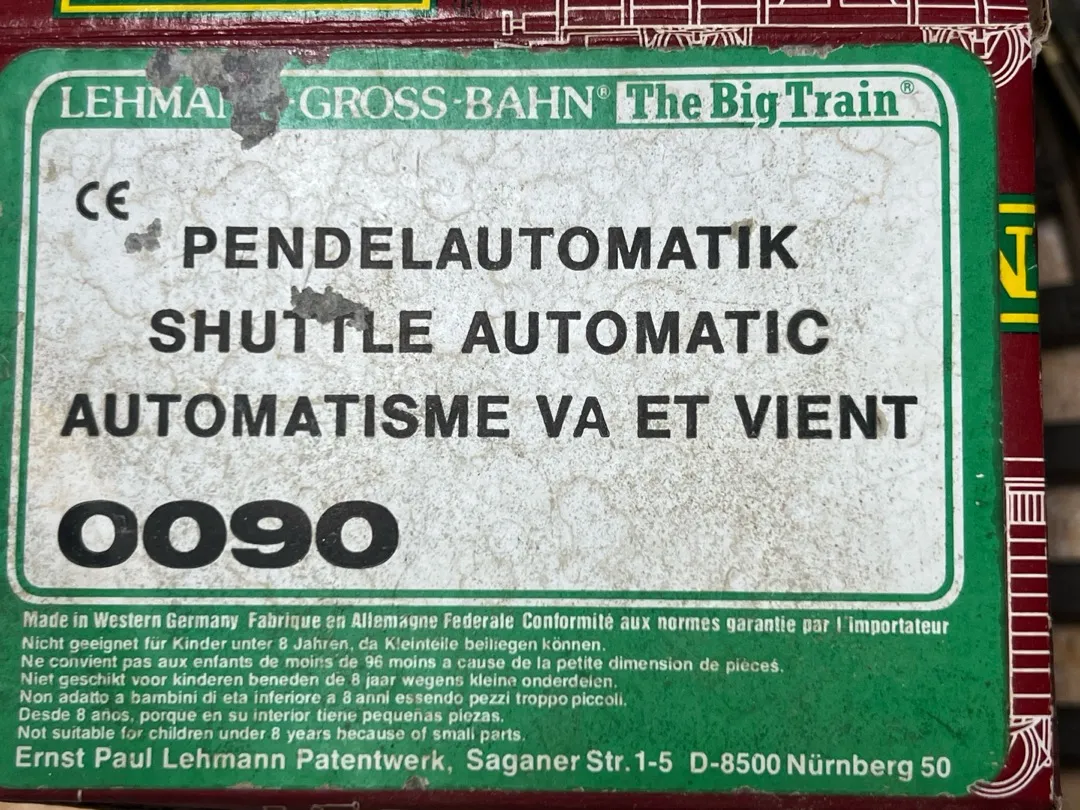 GROSS-BAHN® The Big Train®
CE
PENDELAUTOMATIK
SHUTTLE AUTOMATIC
AUTOMATISME VA ET VIENT
0090
Made in Western Germany Fabrique en Allemagne Federale Conformité aux normes garantie par l'importateur
Nicht geeignet für Kinder unter 8 Jahren, da Kleinteile beiliegen können.
Ne convient pas aux enfants de moins de 96 moins a cause de la petite dimension de pièces.
Niet geschikt voor kinderen beneden de 8 jaar wegens kleine onderdelen.
Non adatto a bambini di eta inferiore a 8 anni essendo pezzi troppo piccoli.
Desde 8 años, porque en su interior tiene pequeñas piezas.
Not suitable for children under 8 years because of small parts.
Ernst Paul Lehmann Patentwerk, Saganer Str. 1-5 D-8500 Nürnberg 50